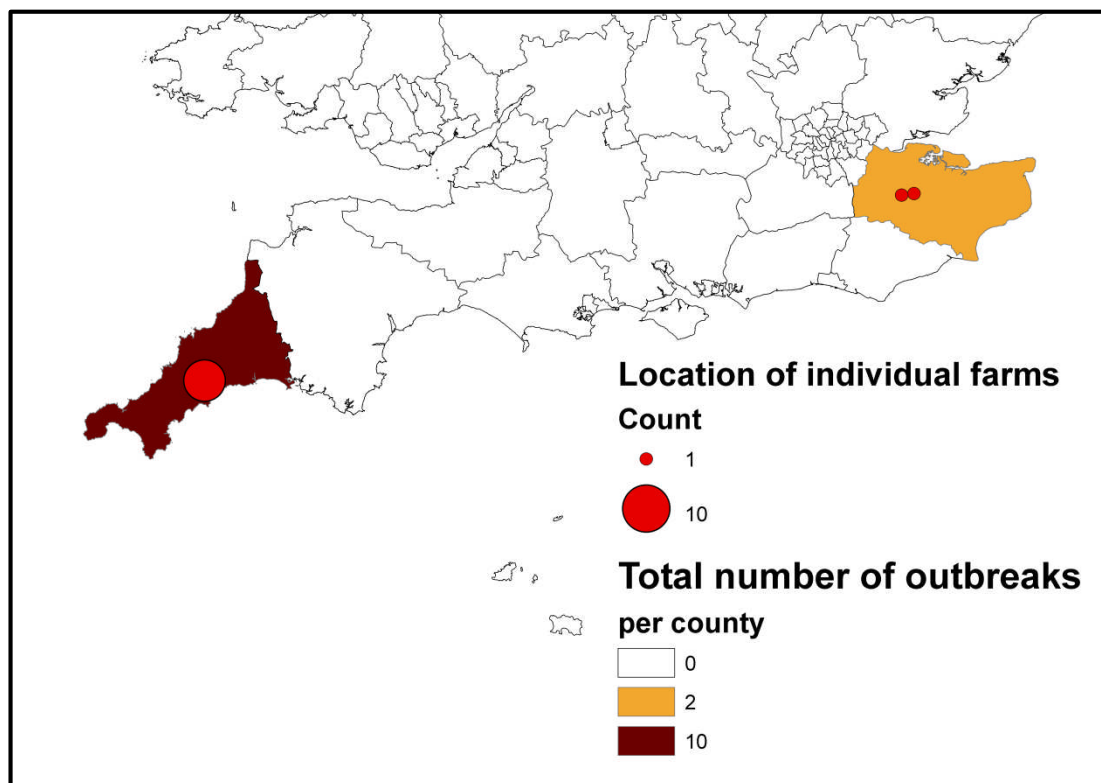 Location of individual farms
Count
1
10
Total number of outbreaks
per county
0
2
10